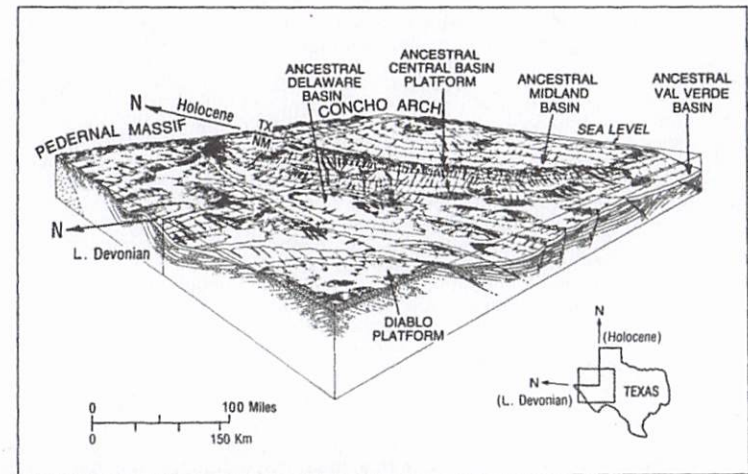 ANCESTRAL
DELAWARE
BASIN
ANCESTRAL
CENTRAL BASIN
PLATFORM
ANCESTRAL
MIDLAND
BASIN
ANCESTRAL
VAL VERDE
BASIN
N
Holocene
TX
NM
CONCHO ARCH
SEA LEVEL
PEDERNAL MASSIF
N
L. Devonian
DIABLO
PLATFORM
0 100 Miles
0 150 Km
N
(Holocene)
N
(L. Devonian)
TEXAS